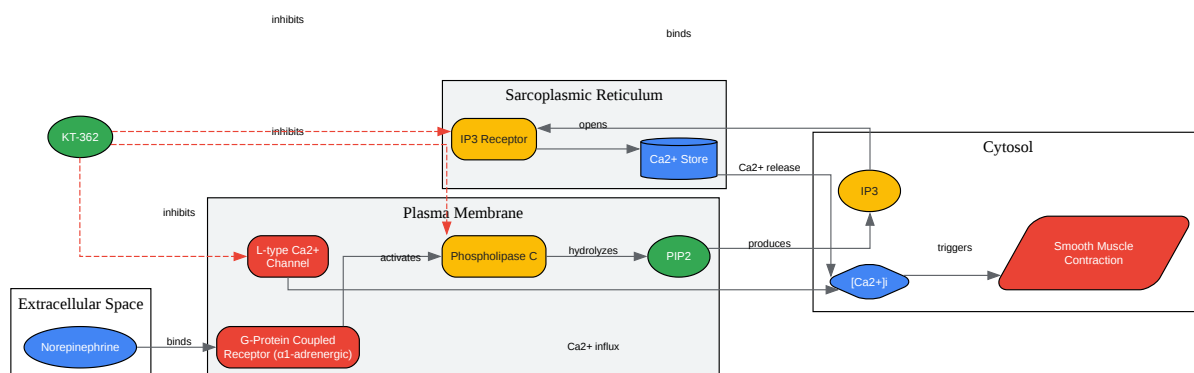 inhibits
binds
Sarcoplasmic Reticulum
KT-362
inhibits
IP3 Receptor
opens
Ca2+ Store
Ca2+ release
Cytosol
IP3
inhibits
Plasma Membrane
L-type Ca2+
Channel
activates
Phospholipase C
hydrolyzes
PIP2
produces
[Ca2+]i
triggers
Smooth Muscle
Contraction
Extracellular Space
Norepinephrine
binds
G-Protein Coupled
Receptor (α1-adrenergic)
Ca2+ influx